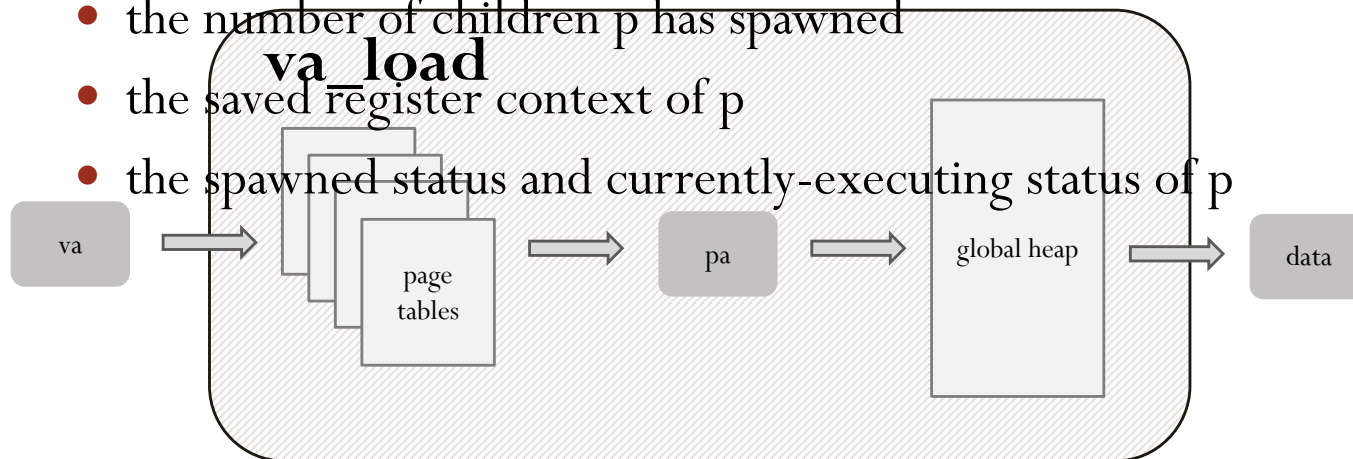 the number of children p has spawned
va_load
the saved register context of p
the spawned status and currently-executing status of p
va
page
tables
pa
global heap
data